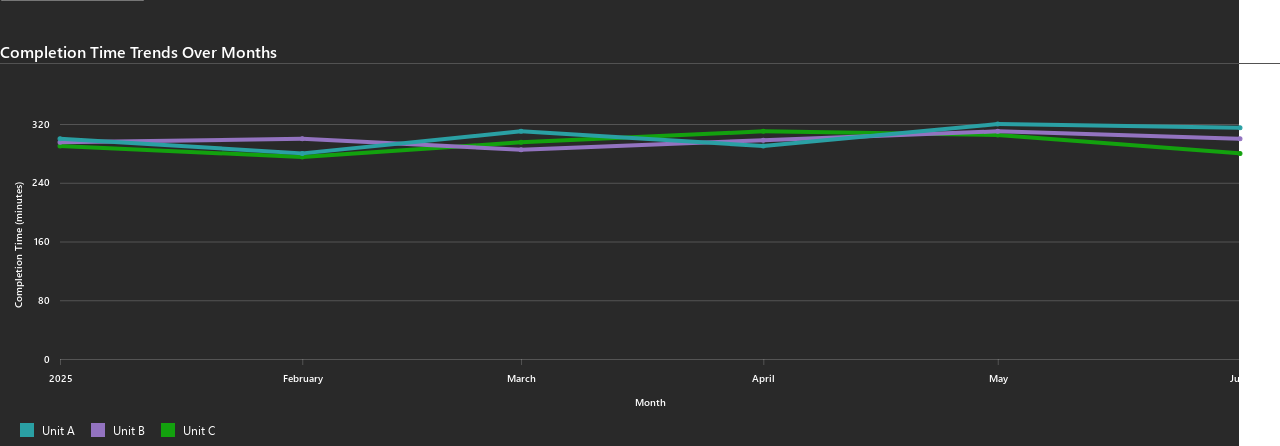 Completion Time Trends Over Months
320
240
160
80
0
Completion Time (minutes)
2025 February March April May Ju
Month
Unit A Unit B Unit C